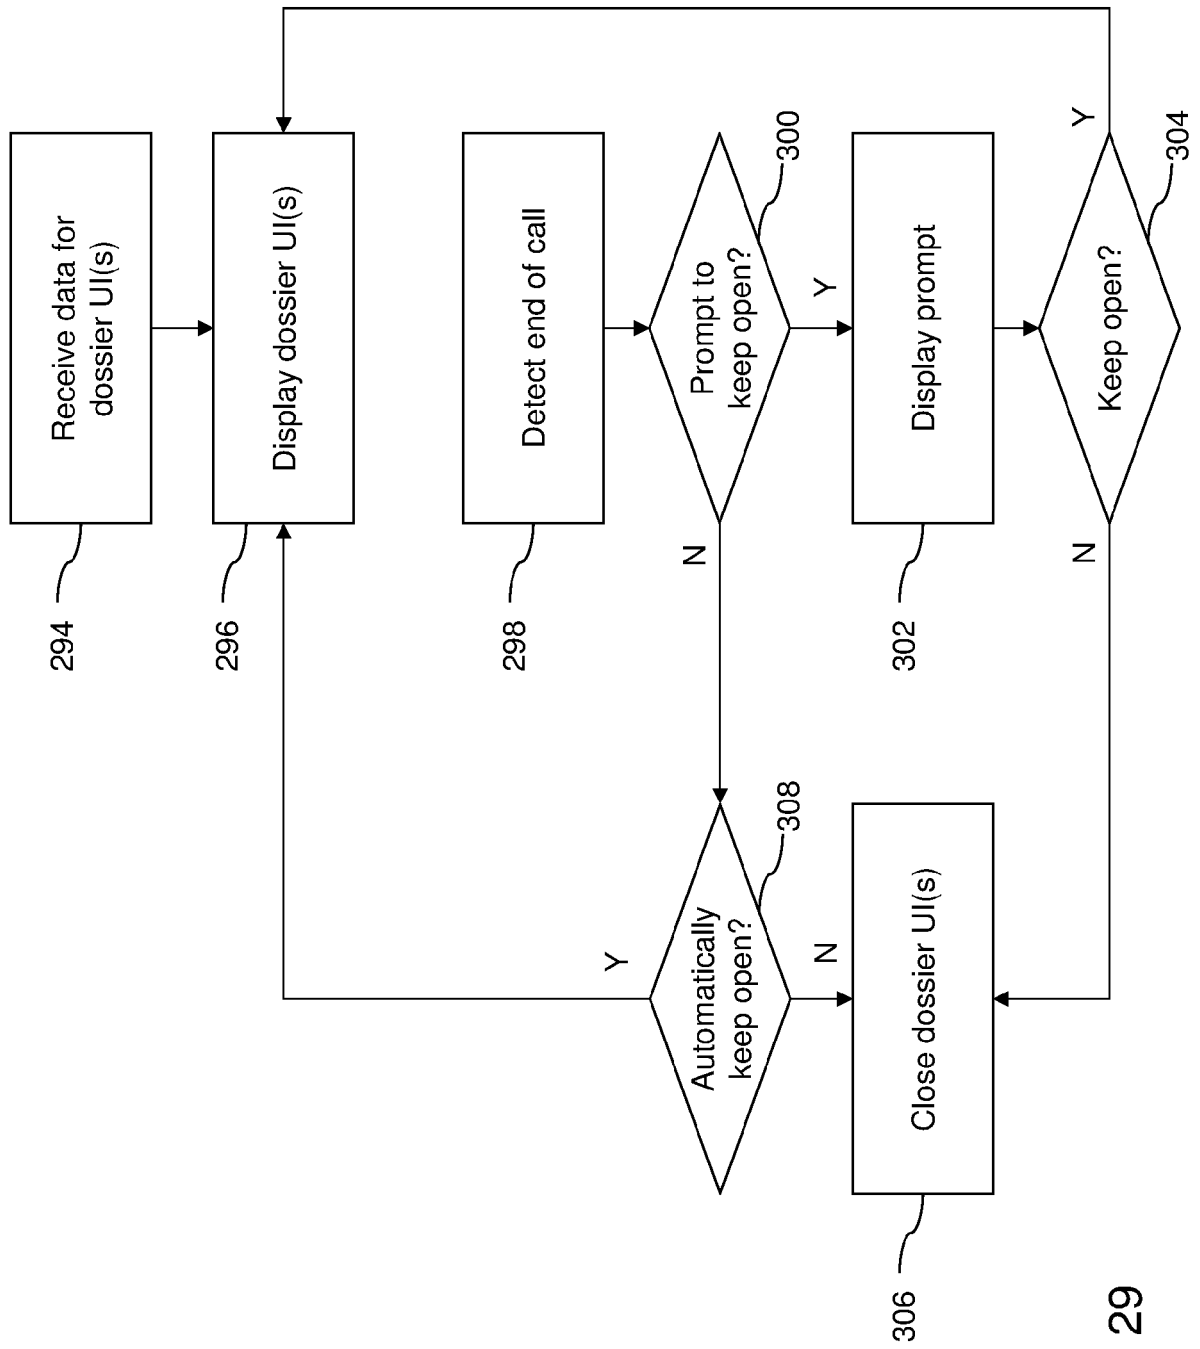 294
Receive data for
dossier UI(s)
296
Display dossier UI(s)
298
Detect end of call
Prompt to
keep open?
300
N
Y
302
Display prompt
Keep open?
304
Y
N
Automatically
keep open?
308
Y
N
306
Close dossier UI(s)
29